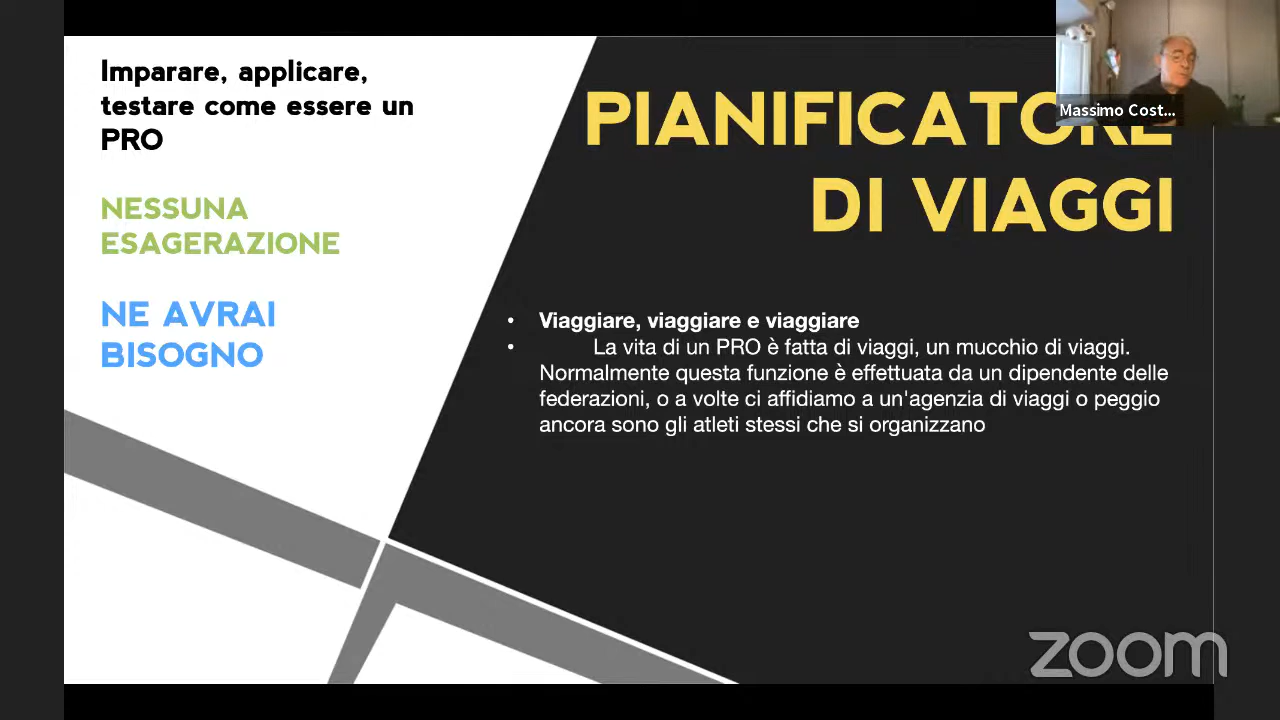 Imparare, applicare,
testare come essere un
PRO
NESSUNA
ESAGERAZIONE
NE AVRAI
BISOGNO
PIANIFICATORE
DI VIAGGI
• Viaggiare, viaggiare e viaggiare
• La vita di un PRO è fatta di viaggi, un mucchio di viaggi.
Normalmente questa funzione è effettuata da un dipendente delle
federazioni, o a volte ci affidiamo a un'agenzia di viaggi o peggio
ancora sono gli atleti stessi che si organizzano
Massimo Cost...
zoom